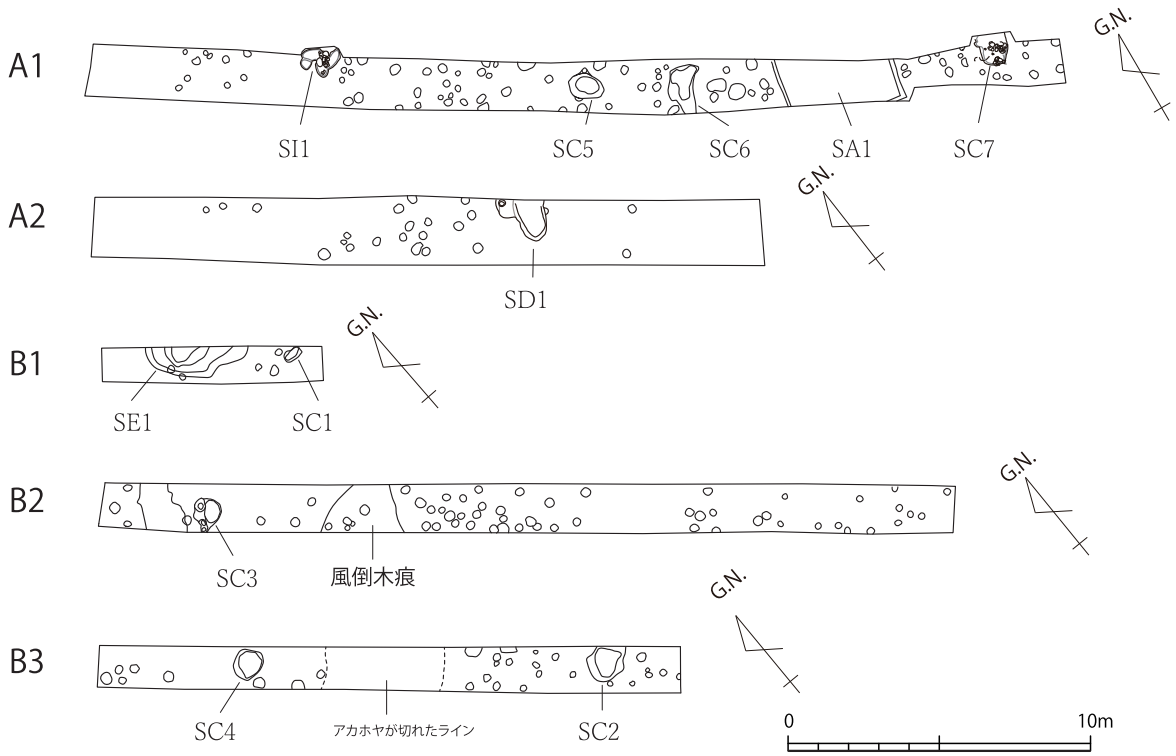 G.N.
A1
SI1
SC5
SC6
SA1
SC7
G.N.
A2
SD1
G.N.
B1
SE1
SC1
G.N.
B2
SC3
風倒木痕
G.N.
B3
SC4
アカホヤが切れたライン
SC2
0
10m